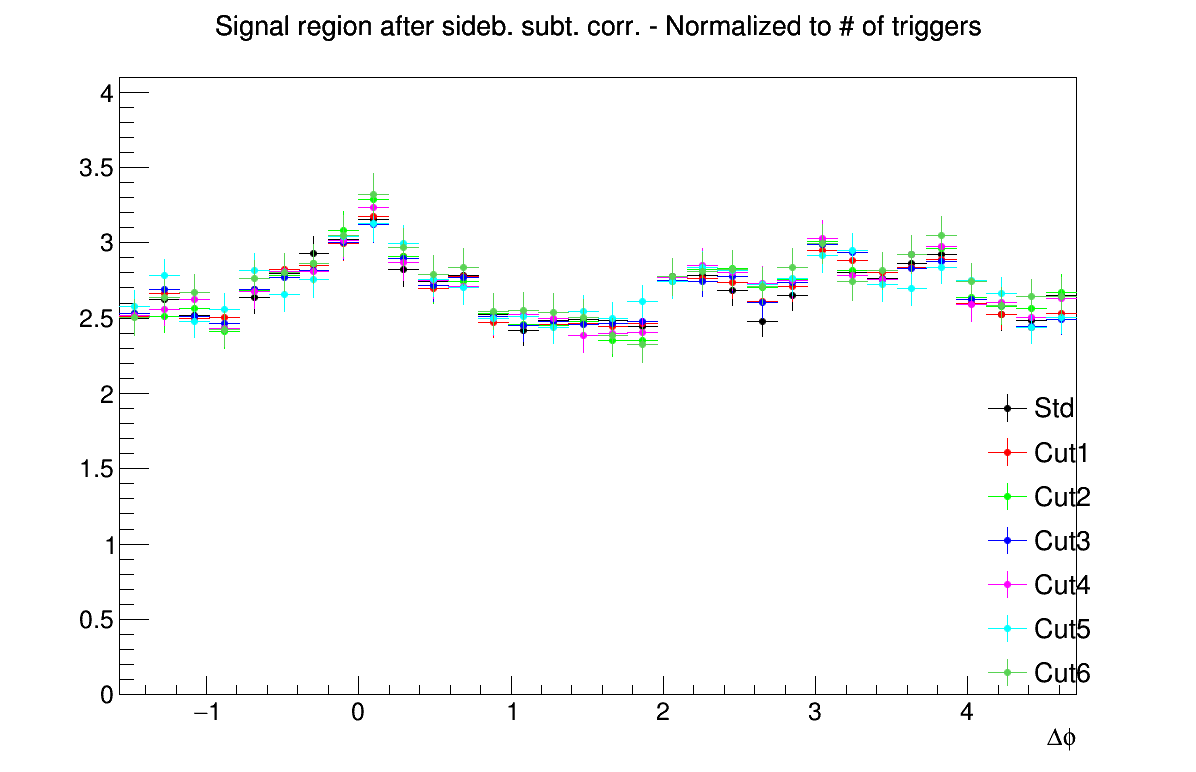 Signal region after sideb. subt. corr. - Normalized to # of triggers
4
3.5
3
2.5
2
1.5
1
0.5
0
−1
0
1
2
3
4
Δϕ
Std
Cut1
Cut2
Cut3
Cut4
Cut5
Cut6